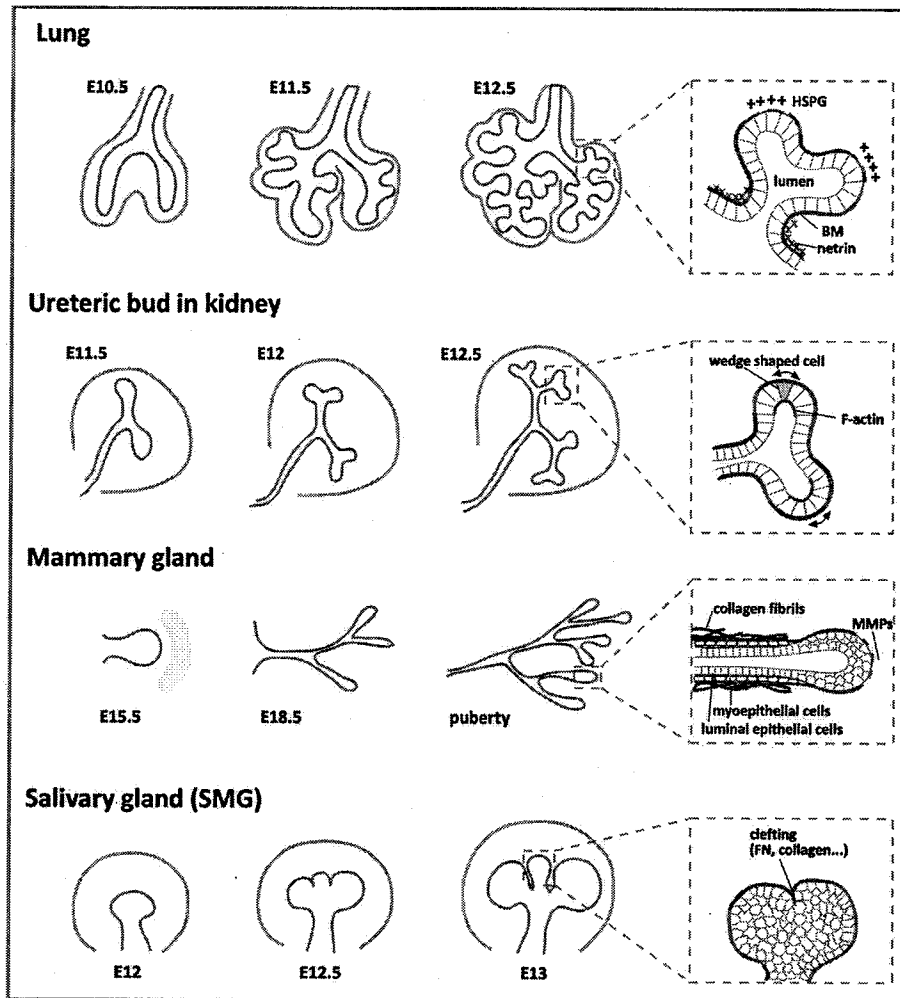 Lung
E10.5
E11.5
E12.5
++++ HSPG
++++
lumen
BM
netrin
Ureteric bud in kidney
E11.5
E12
E12.5
wedge shaped cell
F-actin
Mammary gland
collagen fibrils
MMPs
E15.5
E18.5
puberty
myoepithelial cells
luminal epithelial cells
Salivary gland (SMG)
clefting
(FN, collagen...)
E12
E12.5
E13